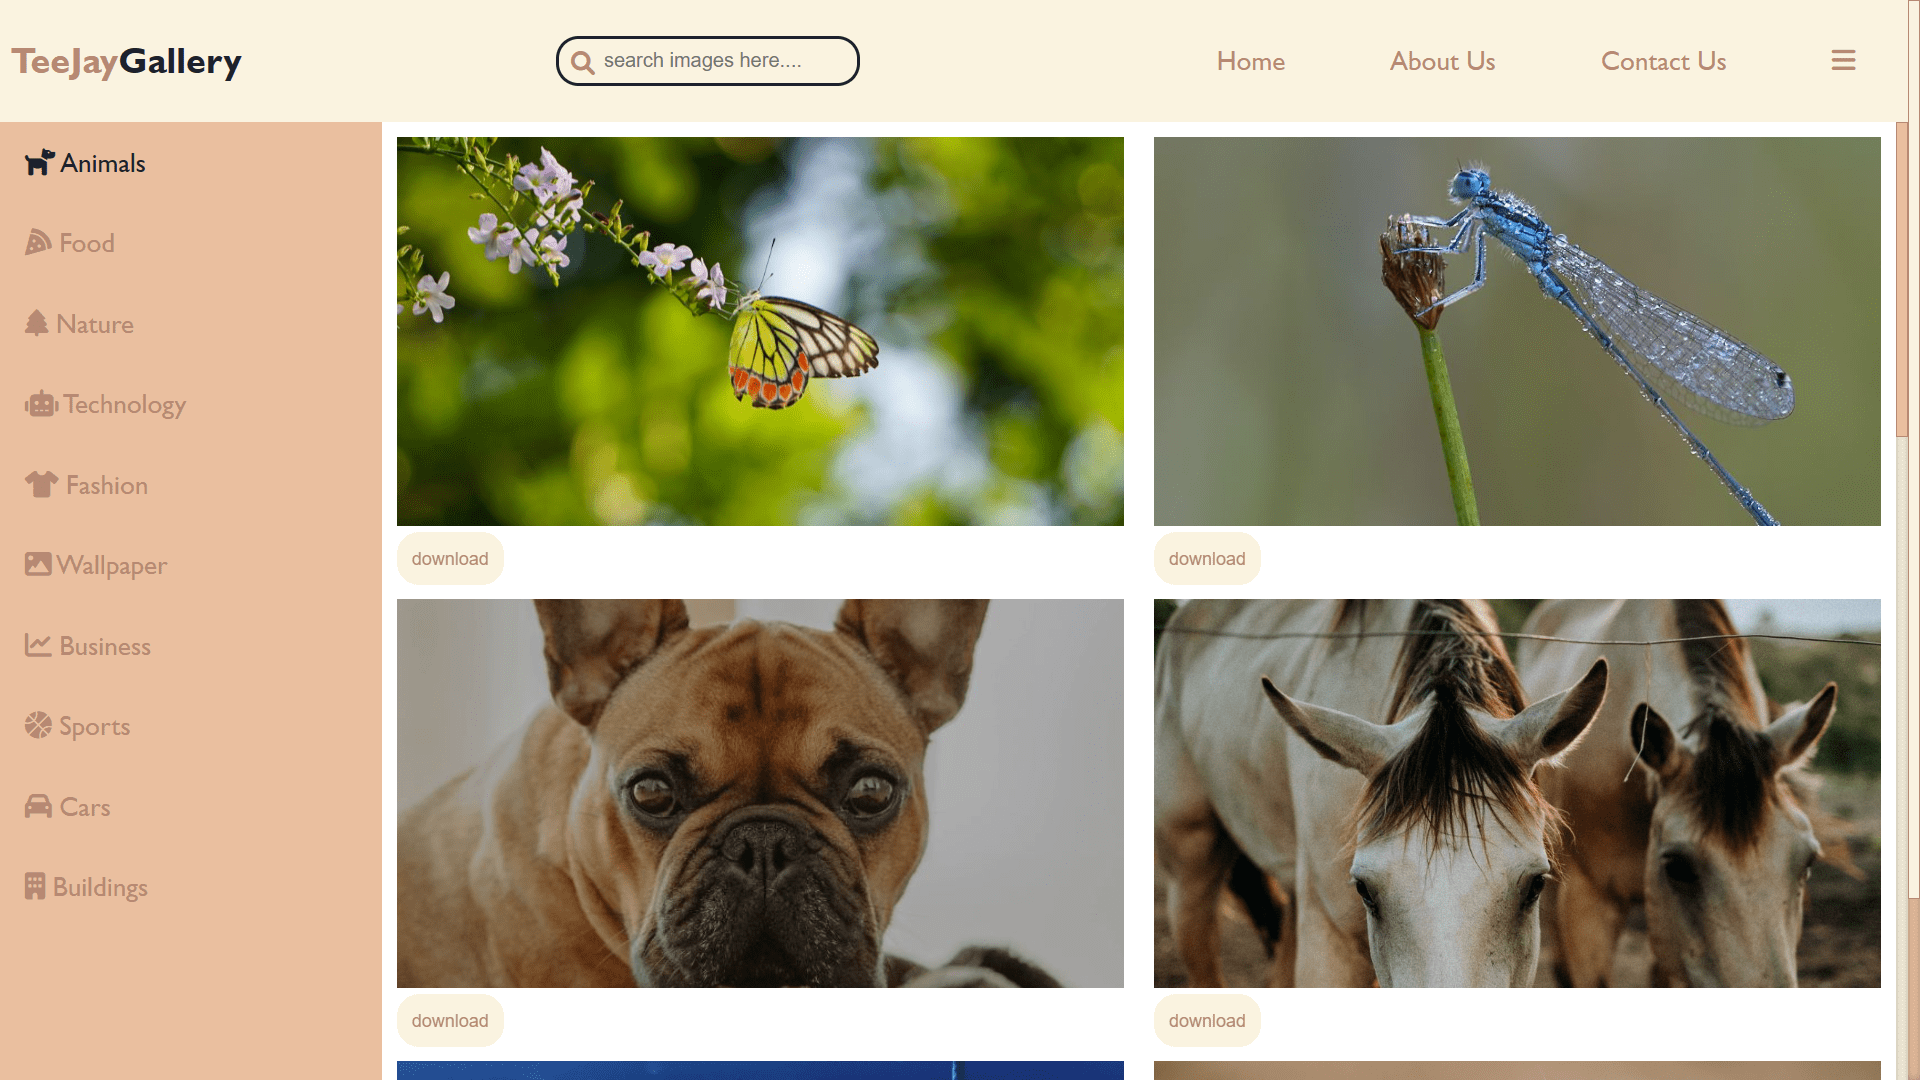 TeeJayGallery
search images here....
Home
About Us
Contact Us
Animals
Food
Nature
Technology
Fashion
Wallpaper
Business
Sports
Cars
Buildings
download
download
download
download